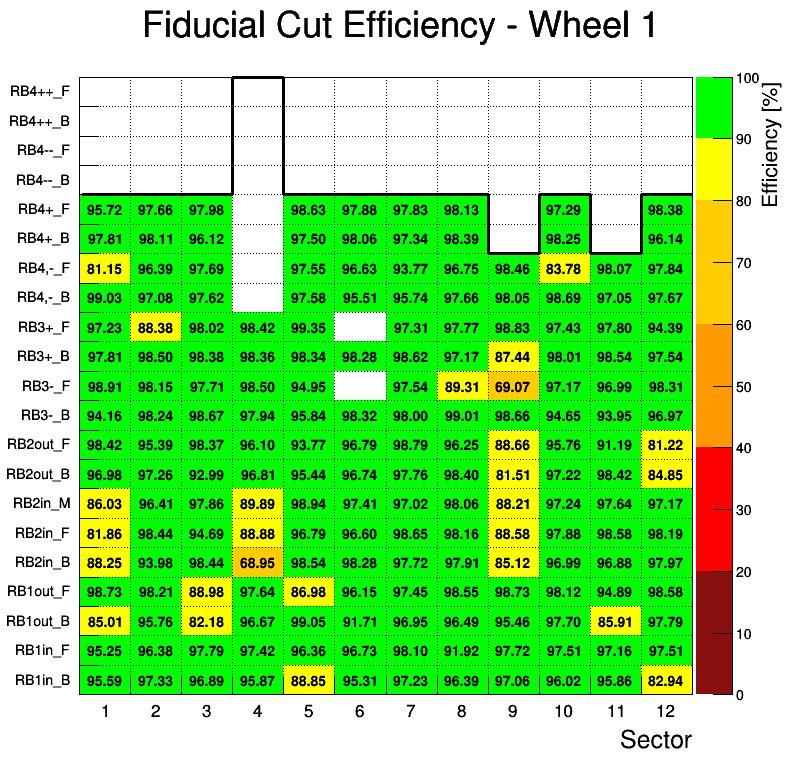 Fiducial Cut Efficiency - Wheel 1
RB4++_F
RB4++_B
RB4--_F
RB4--_B
RB4+_F 95.72 97.66 97.98 98.63 97.88 97.83 98.13 97.29 98.38
RB4+_B 97.81 98.11 96.12 97.50 98.06 97.34 98.39 98.25 96.14
RB4,-_F 81.15 96.39 97.69 97.55 96.63 93.77 96.75 98.46 83.78 98.07 97.84
RB4,-_B 99.03 97.08 97.62 97.58 95.51 95.74 97.66 98.05 98.69 97.05 97.67
RB3+_F 97.23 88.38 98.02 98.42 99.35 97.31 97.77 98.83 97.43 97.80 94.39
RB3+_B 97.81 98.50 98.38 98.36 98.34 98.28 98.62 97.17 87.44 98.01 98.54 97.54
RB3-_F 98.91 98.15 97.71 98.50 94.95 97.54 89.31 69.07 97.17 96.99 98.31
RB3-_B 94.16 98.24 98.67 97.94 95.84 98.32 98.00 99.01 98.66 94.65 93.95 96.97
RB2out_F 98.42 95.39 98.37 96.10 93.77 96.79 98.79 96.25 88.66 95.76 91.19 81.22
RB2out_B 96.98 97.26 92.99 96.81 95.44 96.74 97.76 98.40 81.51 97.22 98.42 84.85
RB2in_M 86.03 96.41 97.86 89.89 98.94 97.41 97.02 98.06 88.21 97.24 97.64 97.17
RB2in_F 81.86 98.44 94.69 88.88 96.79 96.60 98.65 98.16 88.58 97.88 98.58 98.19
RB2in_B 88.25 93.98 98.44 68.95 98.54 98.28 97.72 97.91 85.12 96.99 96.88 97.97
RB1out_F 98.73 98.21 88.98 97.64 86.98 96.15 97.45 98.55 98.73 98.12 94.89 98.58
RB1out_B 85.01 95.76 82.18 96.67 99.05 91.71 96.95 96.49 95.46 97.70 85.91 97.79
RB1in_F 95.25 96.38 97.79 97.42 96.36 96.73 98.10 91.92 97.72 97.51 97.16 97.51
RB1in_B 95.59 97.33 96.89 95.87 88.85 95.31 97.23 96.39 97.06 96.02 95.86 82.94
1 2 3 4 5 6 7 8 9 10 11 12
Sector
100
90
80
70
60
50
40
30
20
10
0
Efficiency [%]